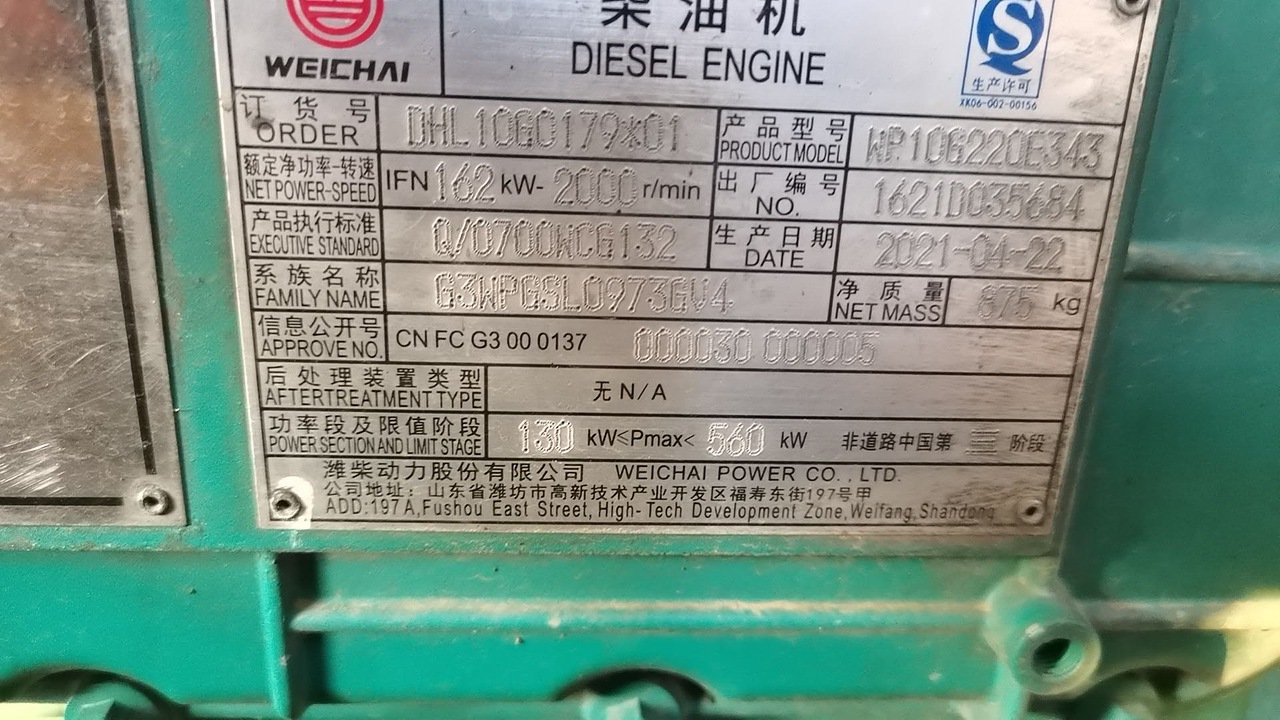 柴油机
WEICHAI
DIESEL ENGINE
S
生产许可
XK06-002-00156
订货号 ORDER DHL10G0179*01 产品型号 PRODUCT MODEL WP10G220E343
额定净功率-转速 NET POWER-SPEED IFN 162 kW- 2000 r/min 出厂编号 NO. 1621D035684
产品执行标准 EXECUTIVE STANDARD Q/0700WCG132 生产日期 DATE 2021-04-22
系族名称 FAMILY NAME G3WPGSL0973GV4 净质量 NET MASS 875 kg
信息公开号 APPROVE NO. CN FC G3 00 0137 000030 000005
后处理装置类型 AFTERTREATMENT TYPE 无 N/A
功率段及限值阶段 POWER SECTION AND LIMIT STAGE 130 kW≤Pmax< 560 kW 非道路中国第 三 阶段
潍柴动力股份有限公司 WEICHAI POWER CO., LTD.
公司地址：山东省潍坊市高新技术产业开发区福寿东街197号甲
ADD:197 A,Fushou East Street,High-Tech Development Zone,Weifang,Shandong